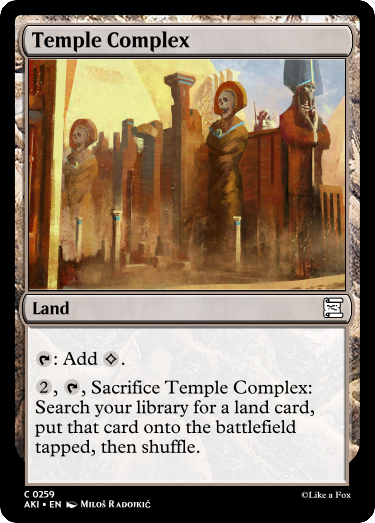 Temple Complex
Land
: Add .
2, , Sacrifice Temple Complex:
Search your library for a land card,
put that card onto the battlefield
tapped, then shuffle.
C 0259
AKI • EN MILOŠ RADOJKIĆ
©Like a Fox